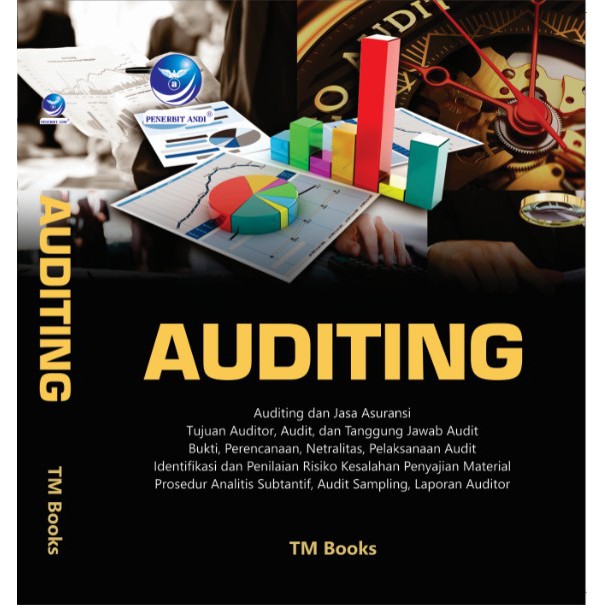 PENERBIT ANDI®
AUDITING
TM Books
AUDIT
AUDITING
Auditing dan Jasa Asuransi
Tujuan Auditor, Audit, dan Tanggung Jawab Audit
Bukti, Perencanaan, Netralitas, Pelaksanaan Audit
Identifikasi dan Penilaian Risiko Kesalahan Penyajian Material
Prosedur Analitis Subtantif, Audit Sampling, Laporan Auditor
TM Books